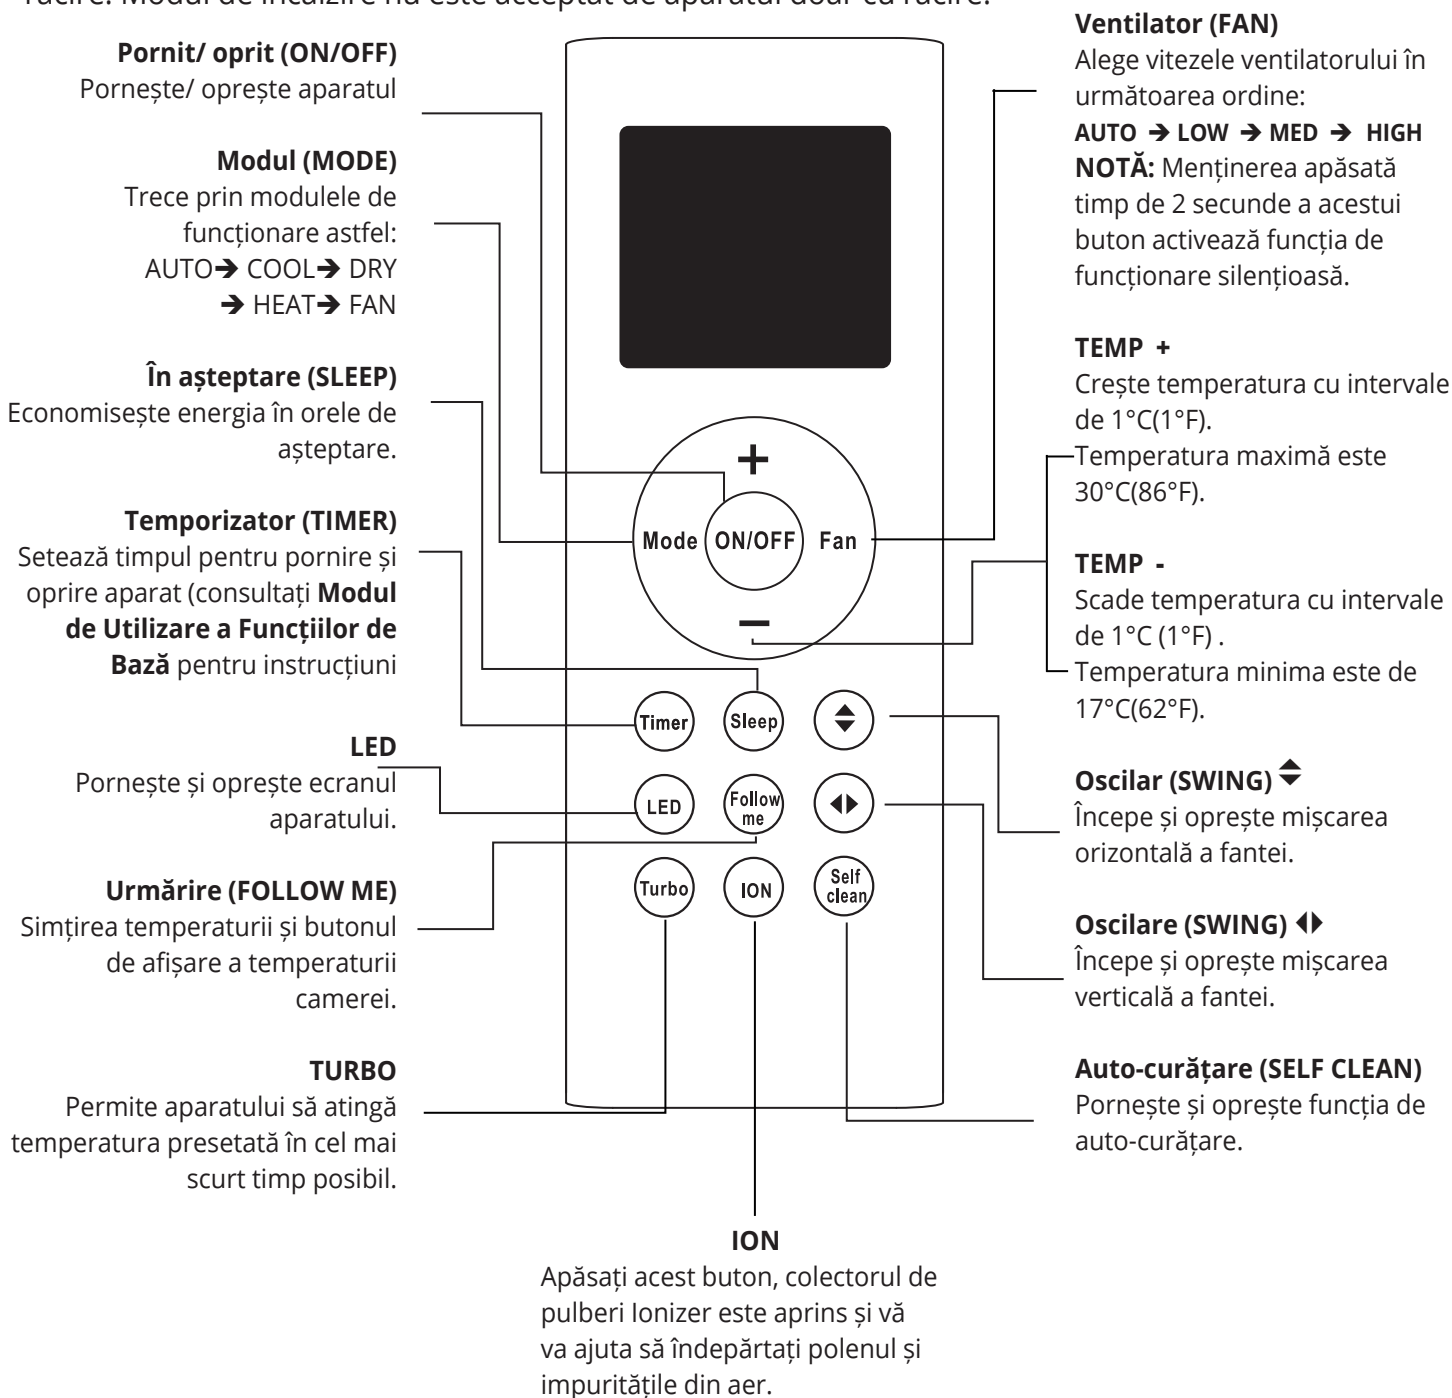 răcire. Modul de încălzire nu este acceptat de aparatul doar cu răcire.
Pornit/ oprit (ON/OFF)
Pornește/ oprește aparatul
Modul (MODE)
Trece prin modulele de
funcționare astfel:
AUTO➔ COOL➔ DRY
➔ HEAT➔ FAN
În așteptare (SLEEP)
Economisește energia în orele de
așteptare.
Temporizator (TIMER)
Setează timpul pentru pornire și
oprire aparat (consultați Modul
de Utilizare a Funcțiilor de
Bază pentru instrucțiuni
LED
Pornește și oprește ecranul
aparatului.
Urmărire (FOLLOW ME)
Simțirea temperaturii și butonul
de afișare a temperaturii
camerei.
TURBO
Permite aparatului să atingă
temperatura presetată în cel mai
scurt timp posibil.
+
Mode ON/OFF Fan
−
Timer Sleep
LED Follow
me
Turbo ION Self
clean
ION
Apăsați acest buton, colectorul de
pulberi Ionizer este aprins și vă
va ajuta să îndepărtați polenul și
impuritățile din aer.
Ventilator (FAN)
Alege vitezele ventilatorului în
următoarea ordine:
AUTO ➔ LOW ➔ MED ➔ HIGH
NOTĂ: Menținerea apăsată
timp de 2 secunde a acestui
buton activează funcția de
funcționare silențioasă.
TEMP +
Crește temperatura cu intervale
de 1°C(1°F).
Temperatura maximă este
30°C(86°F).
TEMP -
Scade temperatura cu intervale
de 1°C (1°F) .
Temperatura minima este de
17°C(62°F).
Oscilar (SWING)
Începe și oprește mișcarea
orizontală a fantei.
Oscilare (SWING)
Începe și oprește mișcarea
verticală a fantei.
Auto-curățare (SELF CLEAN)
Pornește și oprește funcția de
auto-curățare.